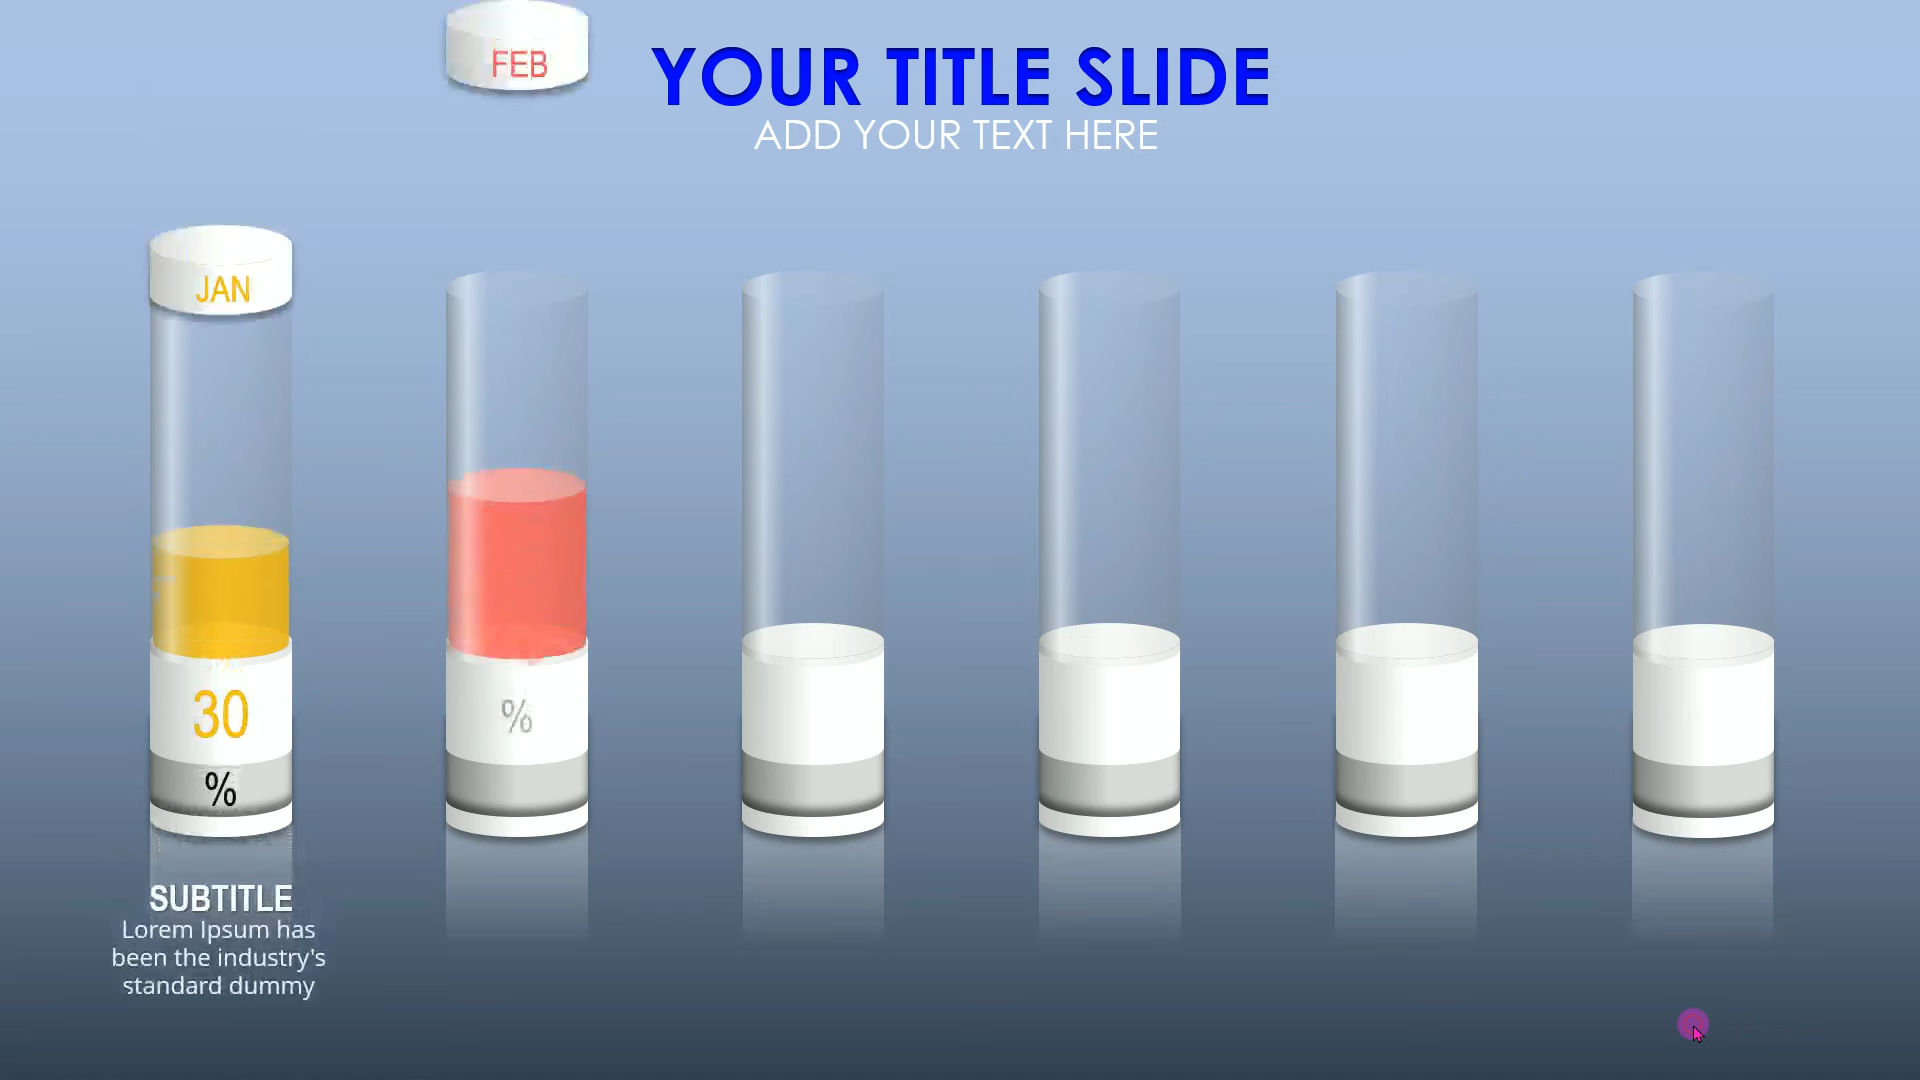 YOUR TITLE SLIDE
ADD YOUR TEXT HERE
FEB
JAN
30
%
%
SUBTITLE
Lorem Ipsum has
been the industry's
standard dummy